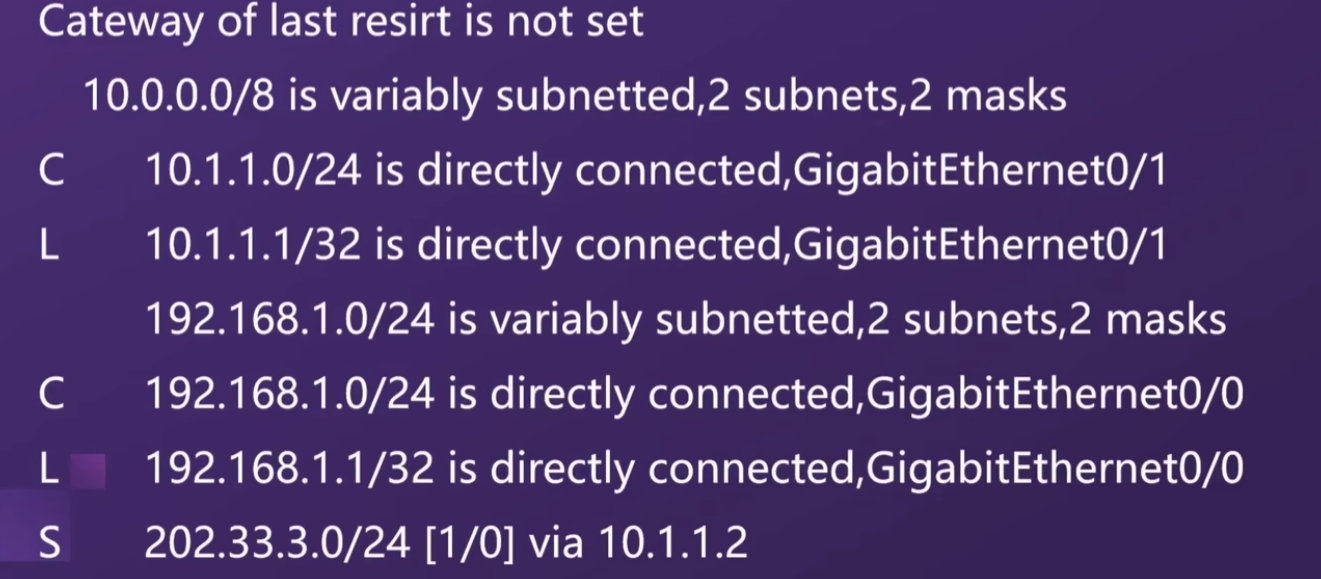 Cateway of last resirt is not set
10.0.0.0/8 is variably subnetted,2 subnets,2 masks
C 10.1.1.0/24 is directly connected,GigabitEthernet0/1
L 10.1.1.1/32 is directly connected,GigabitEthernet0/1
192.168.1.0/24 is variably subnetted,2 subnets,2 masks
C 192.168.1.0/24 is directly connected,GigabitEthernet0/0
L 192.168.1.1/32 is directly connected,GigabitEthernet0/0
S 202.33.3.0/24 [1/0] via 10.1.1.2